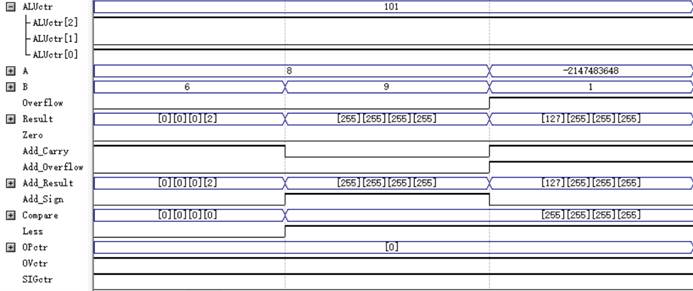 ALUctr 101
ALUctr[2]
ALUctr[1]
ALUctr[0]
A 8 -2147483648
B 6 9 1
Overflow
Result [0][0][0][2] [255][255][255][255] [127][255][255][255]
Zero
Add_Carry
Add_Overflow
Add_Result [0][0][0][2] [255][255][255][255] [127][255][255][255]
Add_Sign
Compare [0][0][0][0] [255][255][255][255]
Less
OPctr [0]
OVctr
SIGctr